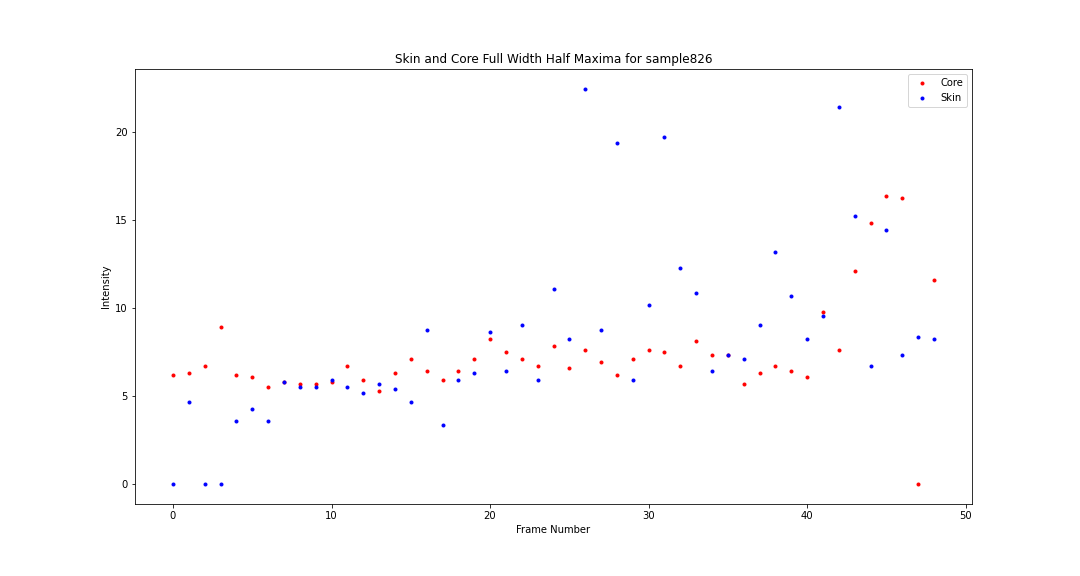 Skin and Core Full Width Half Maxima for sample826
Core
Skin
20
15
10
5
0
Intensity
0 10 20 30 40 50
Frame Number